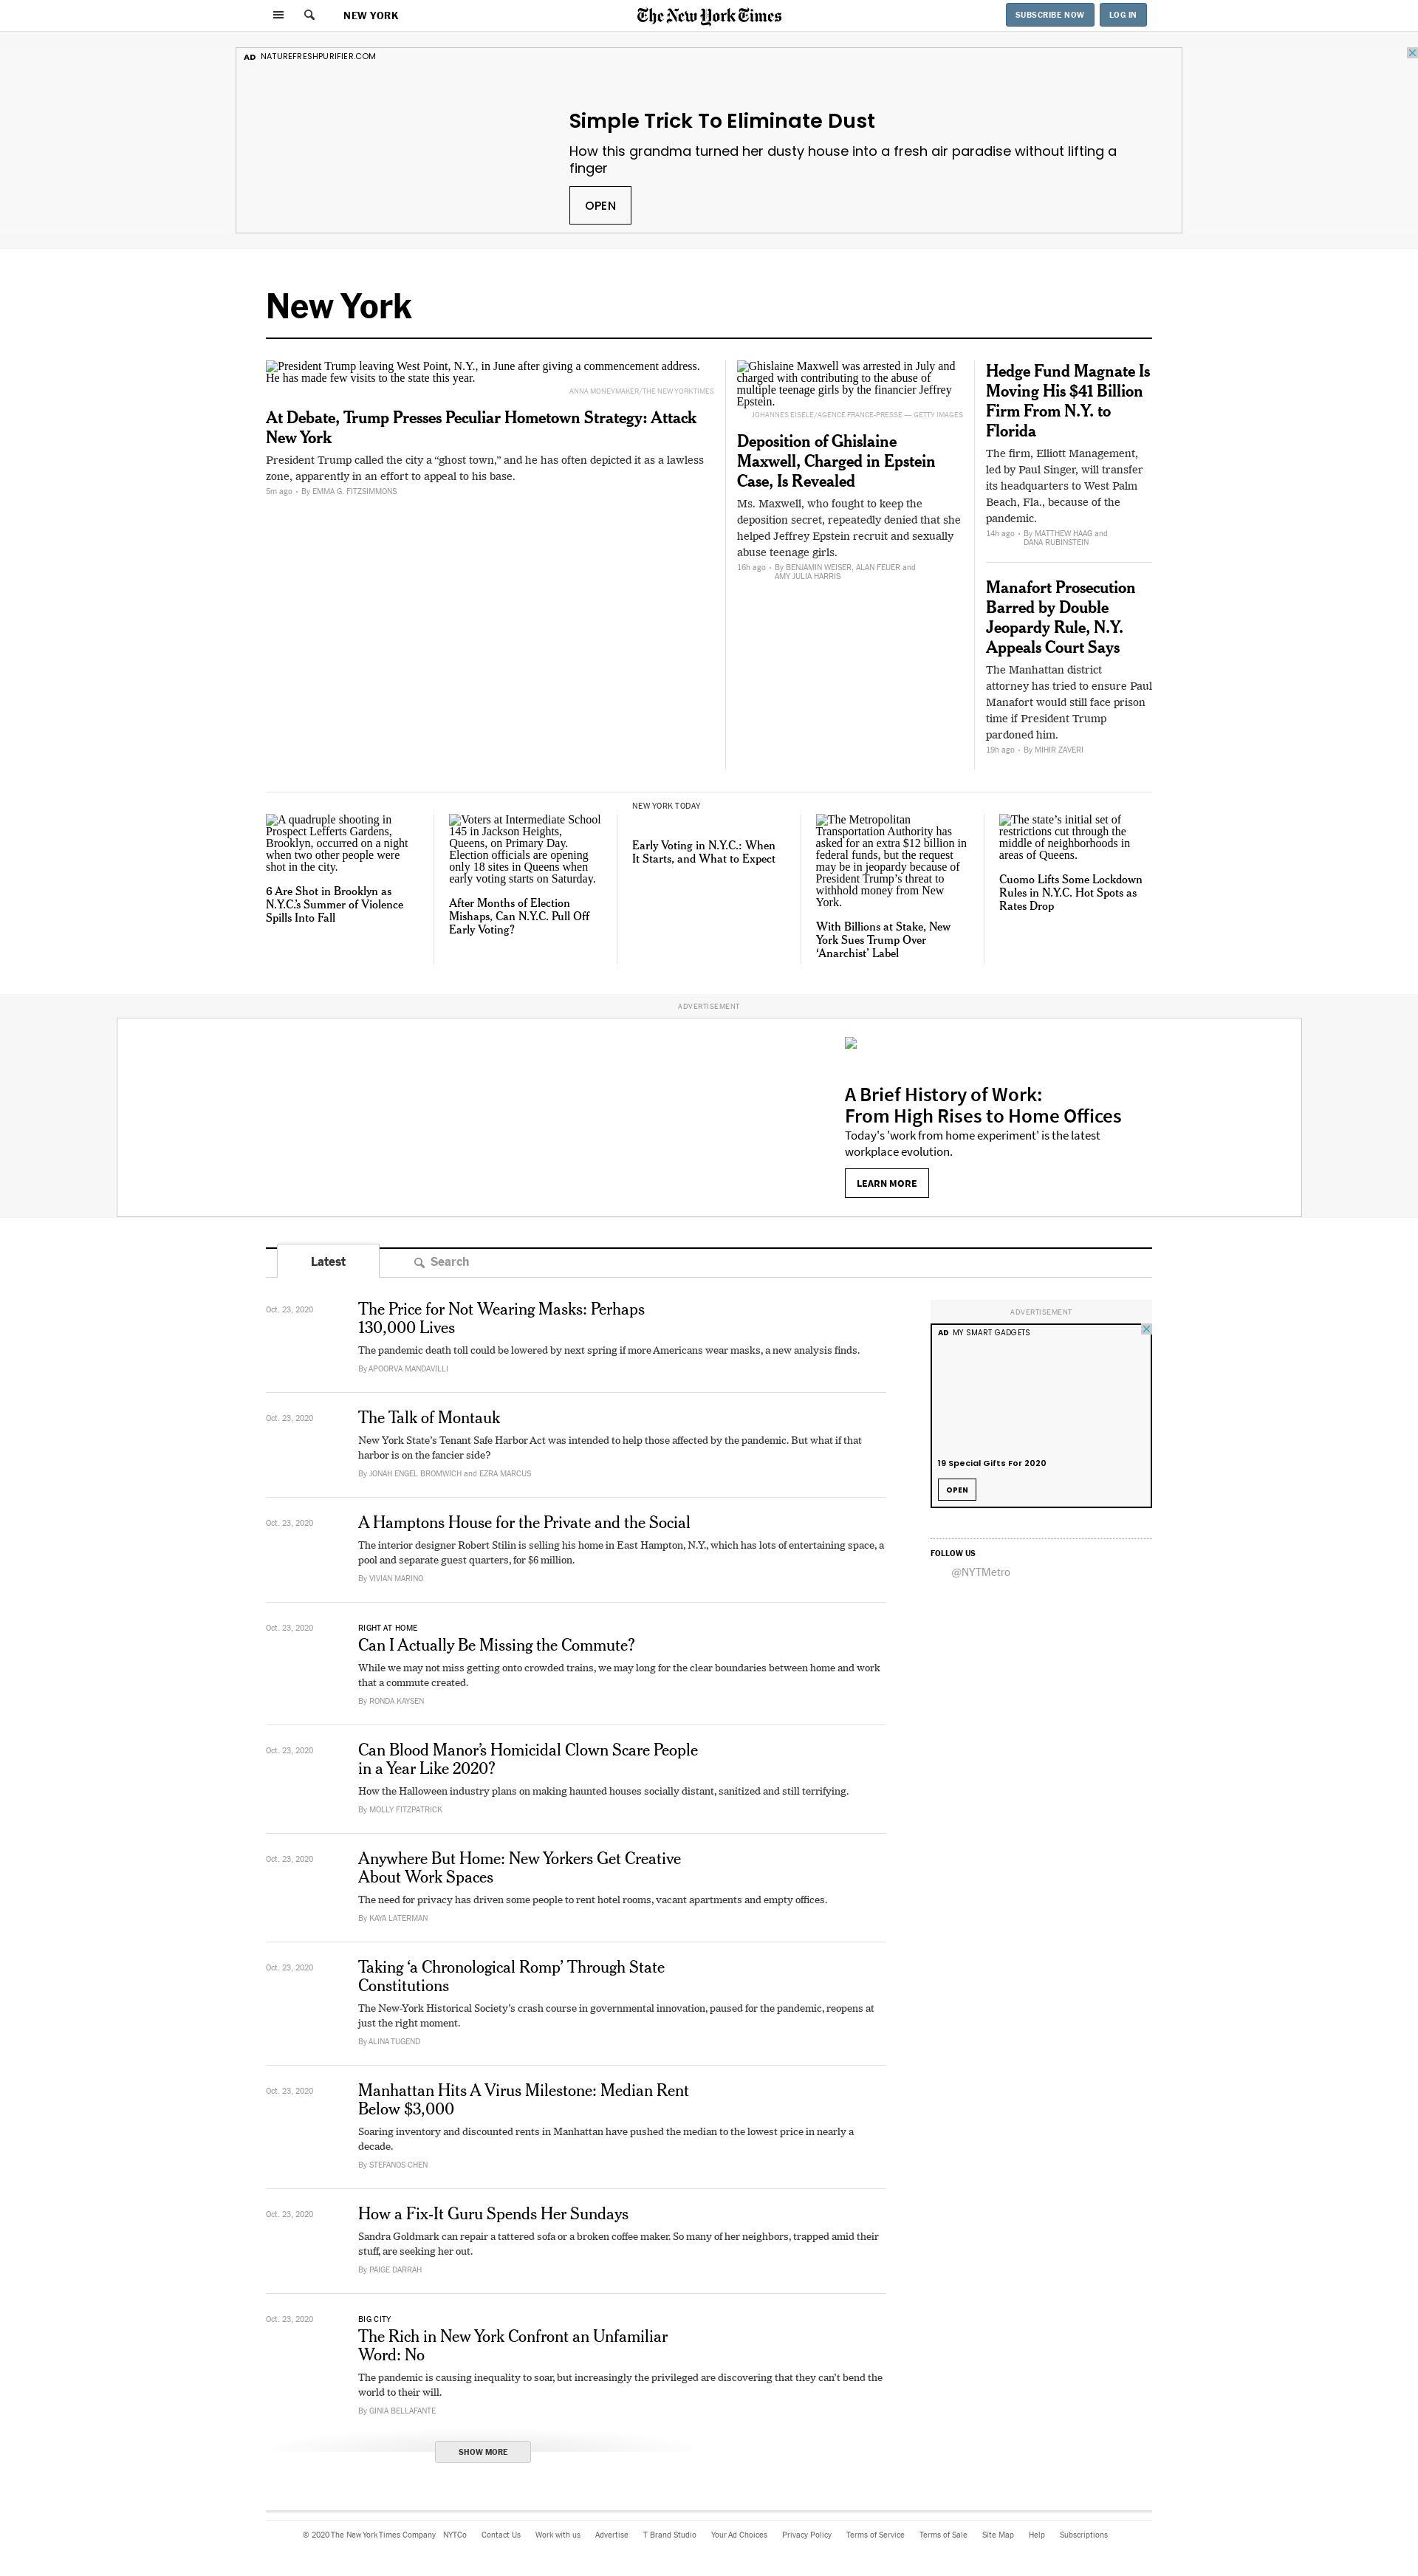 NEW YORK
The New York Times
SUBSCRIBE NOW
LOG IN
AD NATUREFRESHPURIFIER.COM
Simple Trick To Eliminate Dust
How this grandma turned her dusty house into a fresh air paradise without lifting a
finger
OPEN
New York
President Trump leaving West Point, N.Y., in June after giving a commencement address.
He has made few visits to the state this year.
ANNA MONEYMAKER/THE NEW YORK TIMES
At Debate, Trump Presses Peculiar Hometown Strategy: Attack
New York
President Trump called the city a “ghost town,” and he has often depicted it as a lawless
zone, apparently in an effort to appeal to his base.
5m ago • By EMMA G. FITZSIMMONS
Ghislaine Maxwell was arrested in July and
charged with contributing to the abuse of
multiple teenage girls by the financier Jeffrey
Epstein.
JOHANNES EISELE/AGENCE FRANCE-PRESSE — GETTY IMAGES
Deposition of Ghislaine
Maxwell, Charged in Epstein
Case, Is Revealed
Ms. Maxwell, who fought to keep the
deposition secret, repeatedly denied that she
helped Jeffrey Epstein recruit and sexually
abuse teenage girls.
16h ago • By BENJAMIN WEISER, ALAN FEUER and
AMY JULIA HARRIS
Hedge Fund Magnate Is
Moving His $41 Billion
Firm From N.Y. to
Florida
The firm, Elliott Management,
led by Paul Singer, will transfer
its headquarters to West Palm
Beach, Fla., because of the
pandemic.
14h ago • By MATTHEW HAAG and
DANA RUBINSTEIN
Manafort Prosecution
Barred by Double
Jeopardy Rule, N.Y.
Appeals Court Says
The Manhattan district
attorney has tried to ensure Paul
Manafort would still face prison
time if President Trump
pardoned him.
19h ago • By MIHIR ZAVERI
A quadruple shooting in
Prospect Lefferts Gardens,
Brooklyn, occurred on a night
when two other people were
shot in the city.
6 Are Shot in Brooklyn as
N.Y.C.’s Summer of Violence
Spills Into Fall
Voters at Intermediate School
145 in Jackson Heights,
Queens, on Primary Day.
Election officials are opening
only 18 sites in Queens when
early voting starts on Saturday.
After Months of Election
Mishaps, Can N.Y.C. Pull Off
Early Voting?
NEW YORK TODAY
Early Voting in N.Y.C.: When
It Starts, and What to Expect
The Metropolitan
Transportation Authority has
asked for an extra $12 billion in
federal funds, but the request
may be in jeopardy because of
President Trump’s threat to
withhold money from New
York.
With Billions at Stake, New
York Sues Trump Over
‘Anarchist’ Label
The state’s initial set of
restrictions cut through the
middle of neighborhoods in
areas of Queens.
Cuomo Lifts Some Lockdown
Rules in N.Y.C. Hot Spots as
Rates Drop
ADVERTISEMENT
A Brief History of Work:
From High Rises to Home Offices
Today's 'work from home experiment' is the latest
workplace evolution.
LEARN MORE
Latest
Search
Oct. 23, 2020
The Price for Not Wearing Masks: Perhaps
130,000 Lives
The pandemic death toll could be lowered by next spring if more Americans wear masks, a new analysis finds.
By APOORVA MANDAVILLI
Oct. 23, 2020
The Talk of Montauk
New York State’s Tenant Safe Harbor Act was intended to help those affected by the pandemic. But what if that
harbor is on the fancier side?
By JONAH ENGEL BROMWICH and EZRA MARCUS
Oct. 23, 2020
A Hamptons House for the Private and the Social
The interior designer Robert Stilin is selling his home in East Hampton, N.Y., which has lots of entertaining space, a
pool and separate guest quarters, for $6 million.
By VIVIAN MARINO
Oct. 23, 2020
RIGHT AT HOME
Can I Actually Be Missing the Commute?
While we may not miss getting onto crowded trains, we may long for the clear boundaries between home and work
that a commute created.
By RONDA KAYSEN
Oct. 23, 2020
Can Blood Manor’s Homicidal Clown Scare People
in a Year Like 2020?
How the Halloween industry plans on making haunted houses socially distant, sanitized and still terrifying.
By MOLLY FITZPATRICK
Oct. 23, 2020
Anywhere But Home: New Yorkers Get Creative
About Work Spaces
The need for privacy has driven some people to rent hotel rooms, vacant apartments and empty offices.
By KAYA LATERMAN
Oct. 23, 2020
Taking ‘a Chronological Romp’ Through State
Constitutions
The New-York Historical Society’s crash course in governmental innovation, paused for the pandemic, reopens at
just the right moment.
By ALINA TUGEND
Oct. 23, 2020
Manhattan Hits A Virus Milestone: Median Rent
Below $3,000
Soaring inventory and discounted rents in Manhattan have pushed the median to the lowest price in nearly a
decade.
By STEFANOS CHEN
Oct. 23, 2020
How a Fix-It Guru Spends Her Sundays
Sandra Goldmark can repair a tattered sofa or a broken coffee maker. So many of her neighbors, trapped amid their
stuff, are seeking her out.
By PAIGE DARRAH
Oct. 23, 2020
BIG CITY
The Rich in New York Confront an Unfamiliar
Word: No
The pandemic is causing inequality to soar, but increasingly the privileged are discovering that they can’t bend the
world to their will.
By GINIA BELLAFANTE
SHOW MORE
ADVERTISEMENT
AD MY SMART GADGETS
19 Special Gifts For 2020
OPEN
FOLLOW US
@NYTMetro
© 2020 The New York Times Company NYTCo Contact Us Work with us Advertise T Brand Studio Your Ad Choices Privacy Policy Terms of Service Terms of Sale Site Map Help Subscriptions